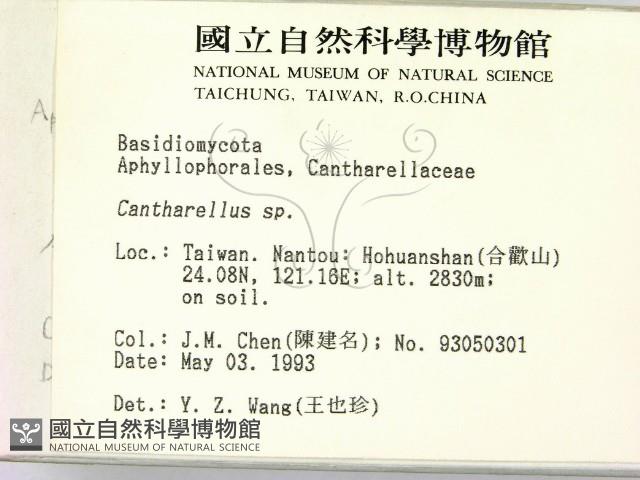 國立自然科學博物館
NATIONAL MUSEUM OF NATURAL SCIENCE
TAICHUNG, TAIWAN, R.O.CHINA
Basidiomycota
Aphyllophorales, Cantharellaceae
Cantharellus sp.
Loc.: Taiwan. Nantou: Hohuanshan(合歡山)
24.08N, 121.16E; alt. 2830m;
on soil.
Col.: J.M. Chen(陳建名); No. 93050301
Date: May 03. 1993
Det.: Y. Z. Wang(王也珍)
國立自然科學博物館
NATIONAL MUSEUM OF NATURAL SCIENCE